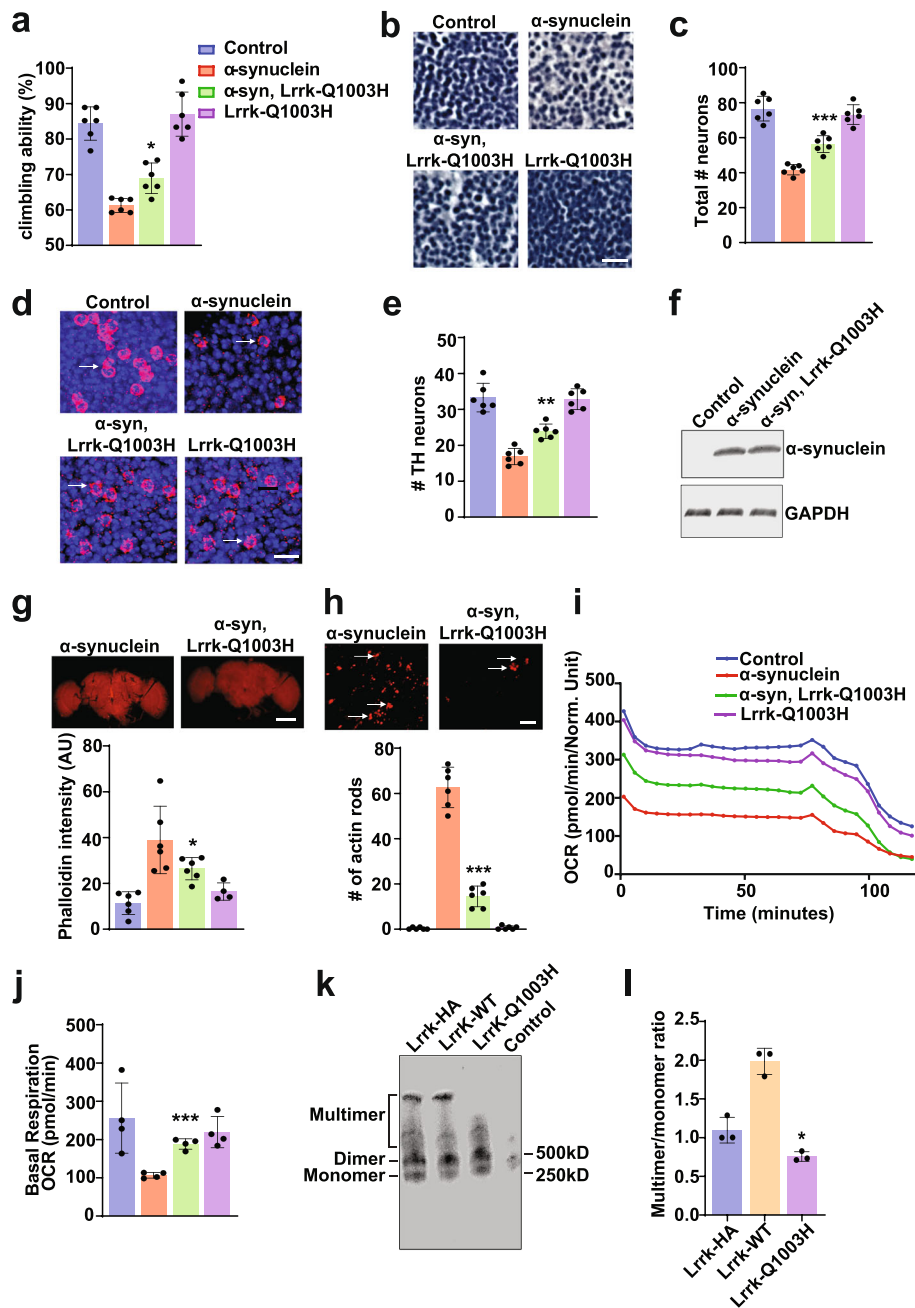 a
climbling ability (%)
100
90
80
70
60
50
*
Control
α-synuclein
α-syn, Lrrk-Q1003H
Lrrk-Q1003H
b
Control
α-synuclein
α-syn,
Lrrk-Q1003H
Lrrk-Q1003H
c
Total # neurons
100
80
60
40
20
0
***
d
Control
α-synuclein
α-syn,
Lrrk-Q1003H
Lrrk-Q1003H
e
# TH neurons
50
40
30
20
10
0
**
f
Control
α-synuclein
α-syn, Lrrk-Q1003H
α-synuclein
GAPDH
g
α-synuclein
α-syn,
Lrrk-Q1003H
Phalloidin intensity (AU)
80
60
40
20
0
*
h
α-synuclein
α-syn,
Lrrk-Q1003H
# of actin rods
80
60
40
20
0
***
i
OCR (pmol/min/Norm. Unit)
500
400
300
200
100
0
0
50
100
Time (minutes)
Control
α-synuclein
α-syn, Lrrk-Q1003H
Lrrk-Q1003H
j
Basal Respiration
OCR (pmol/min)
500
400
300
200
100
0
***
k
Lrrk-HA
LrrK-WT
Lrrk-Q1003H
Control
Multimer
Dimer
Monomer
500kD
250kD
l
Multimer/monomer ratio
2.5
2.0
1.5
1.0
0.5
0.0
*
Lrrk-HA
Lrrk-WT
Lrrk-Q1003H